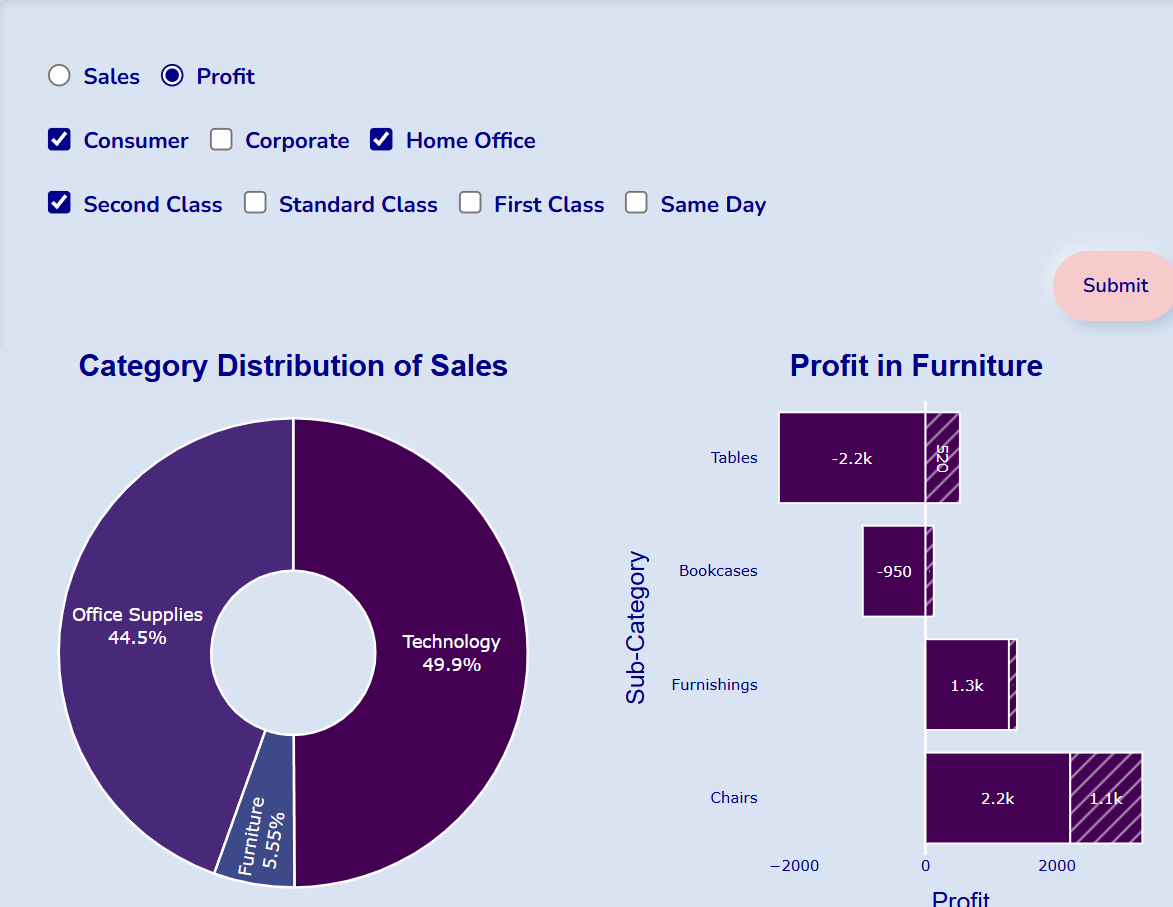 Sales Profit
Consumer Corporate Home Office
Second Class Standard Class First Class Same Day
Submit
Category Distribution of Sales
Office Supplies
44.5%
Technology
49.9%
Furniture
5.55%
Profit in Furniture
Sub-Category
Tables
-2.2k
520
Bookcases
-950
Furnishings
1.3k
Chairs
2.2k
1.1k
−2000 0 2000
Profit